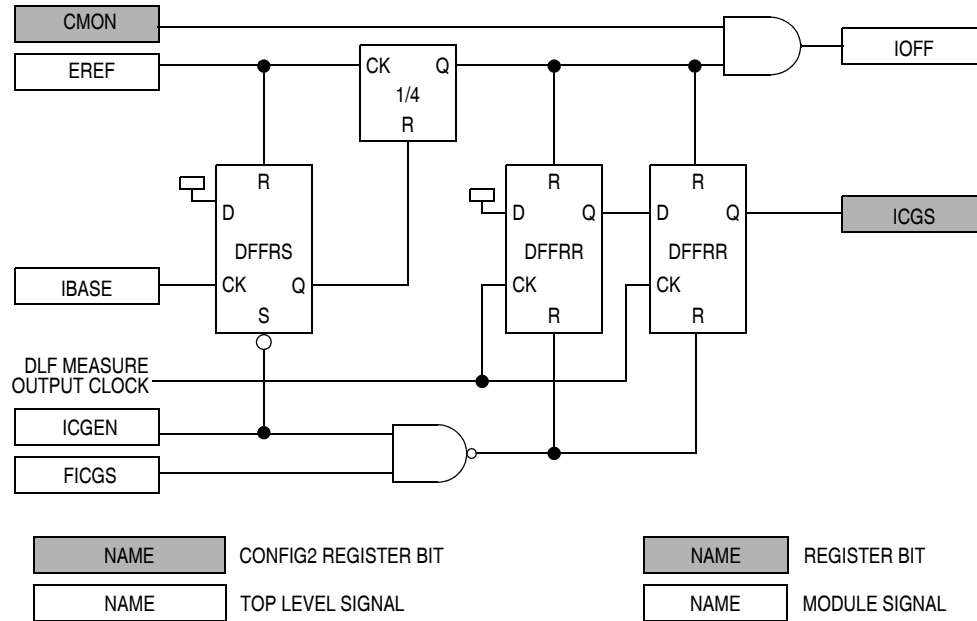 CMON
IOFF
EREF
CK Q
1/4
R
R
D
DFFRS
CK Q
S
R
D Q
DFFRR
CK
R
R
D Q
DFFRR
CK
R
ICGS
IBASE
DLF MEASURE
OUTPUT CLOCK
ICGEN
FICGS
NAME CONFIG2 REGISTER BIT
NAME REGISTER BIT
NAME TOP LEVEL SIGNAL
NAME MODULE SIGNAL